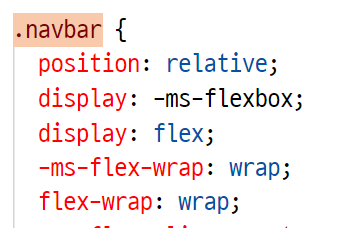 .navbar {
position: relative;
display: -ms-flexbox;
display: flex;
-ms-flex-wrap: wrap;
flex-wrap: wrap;